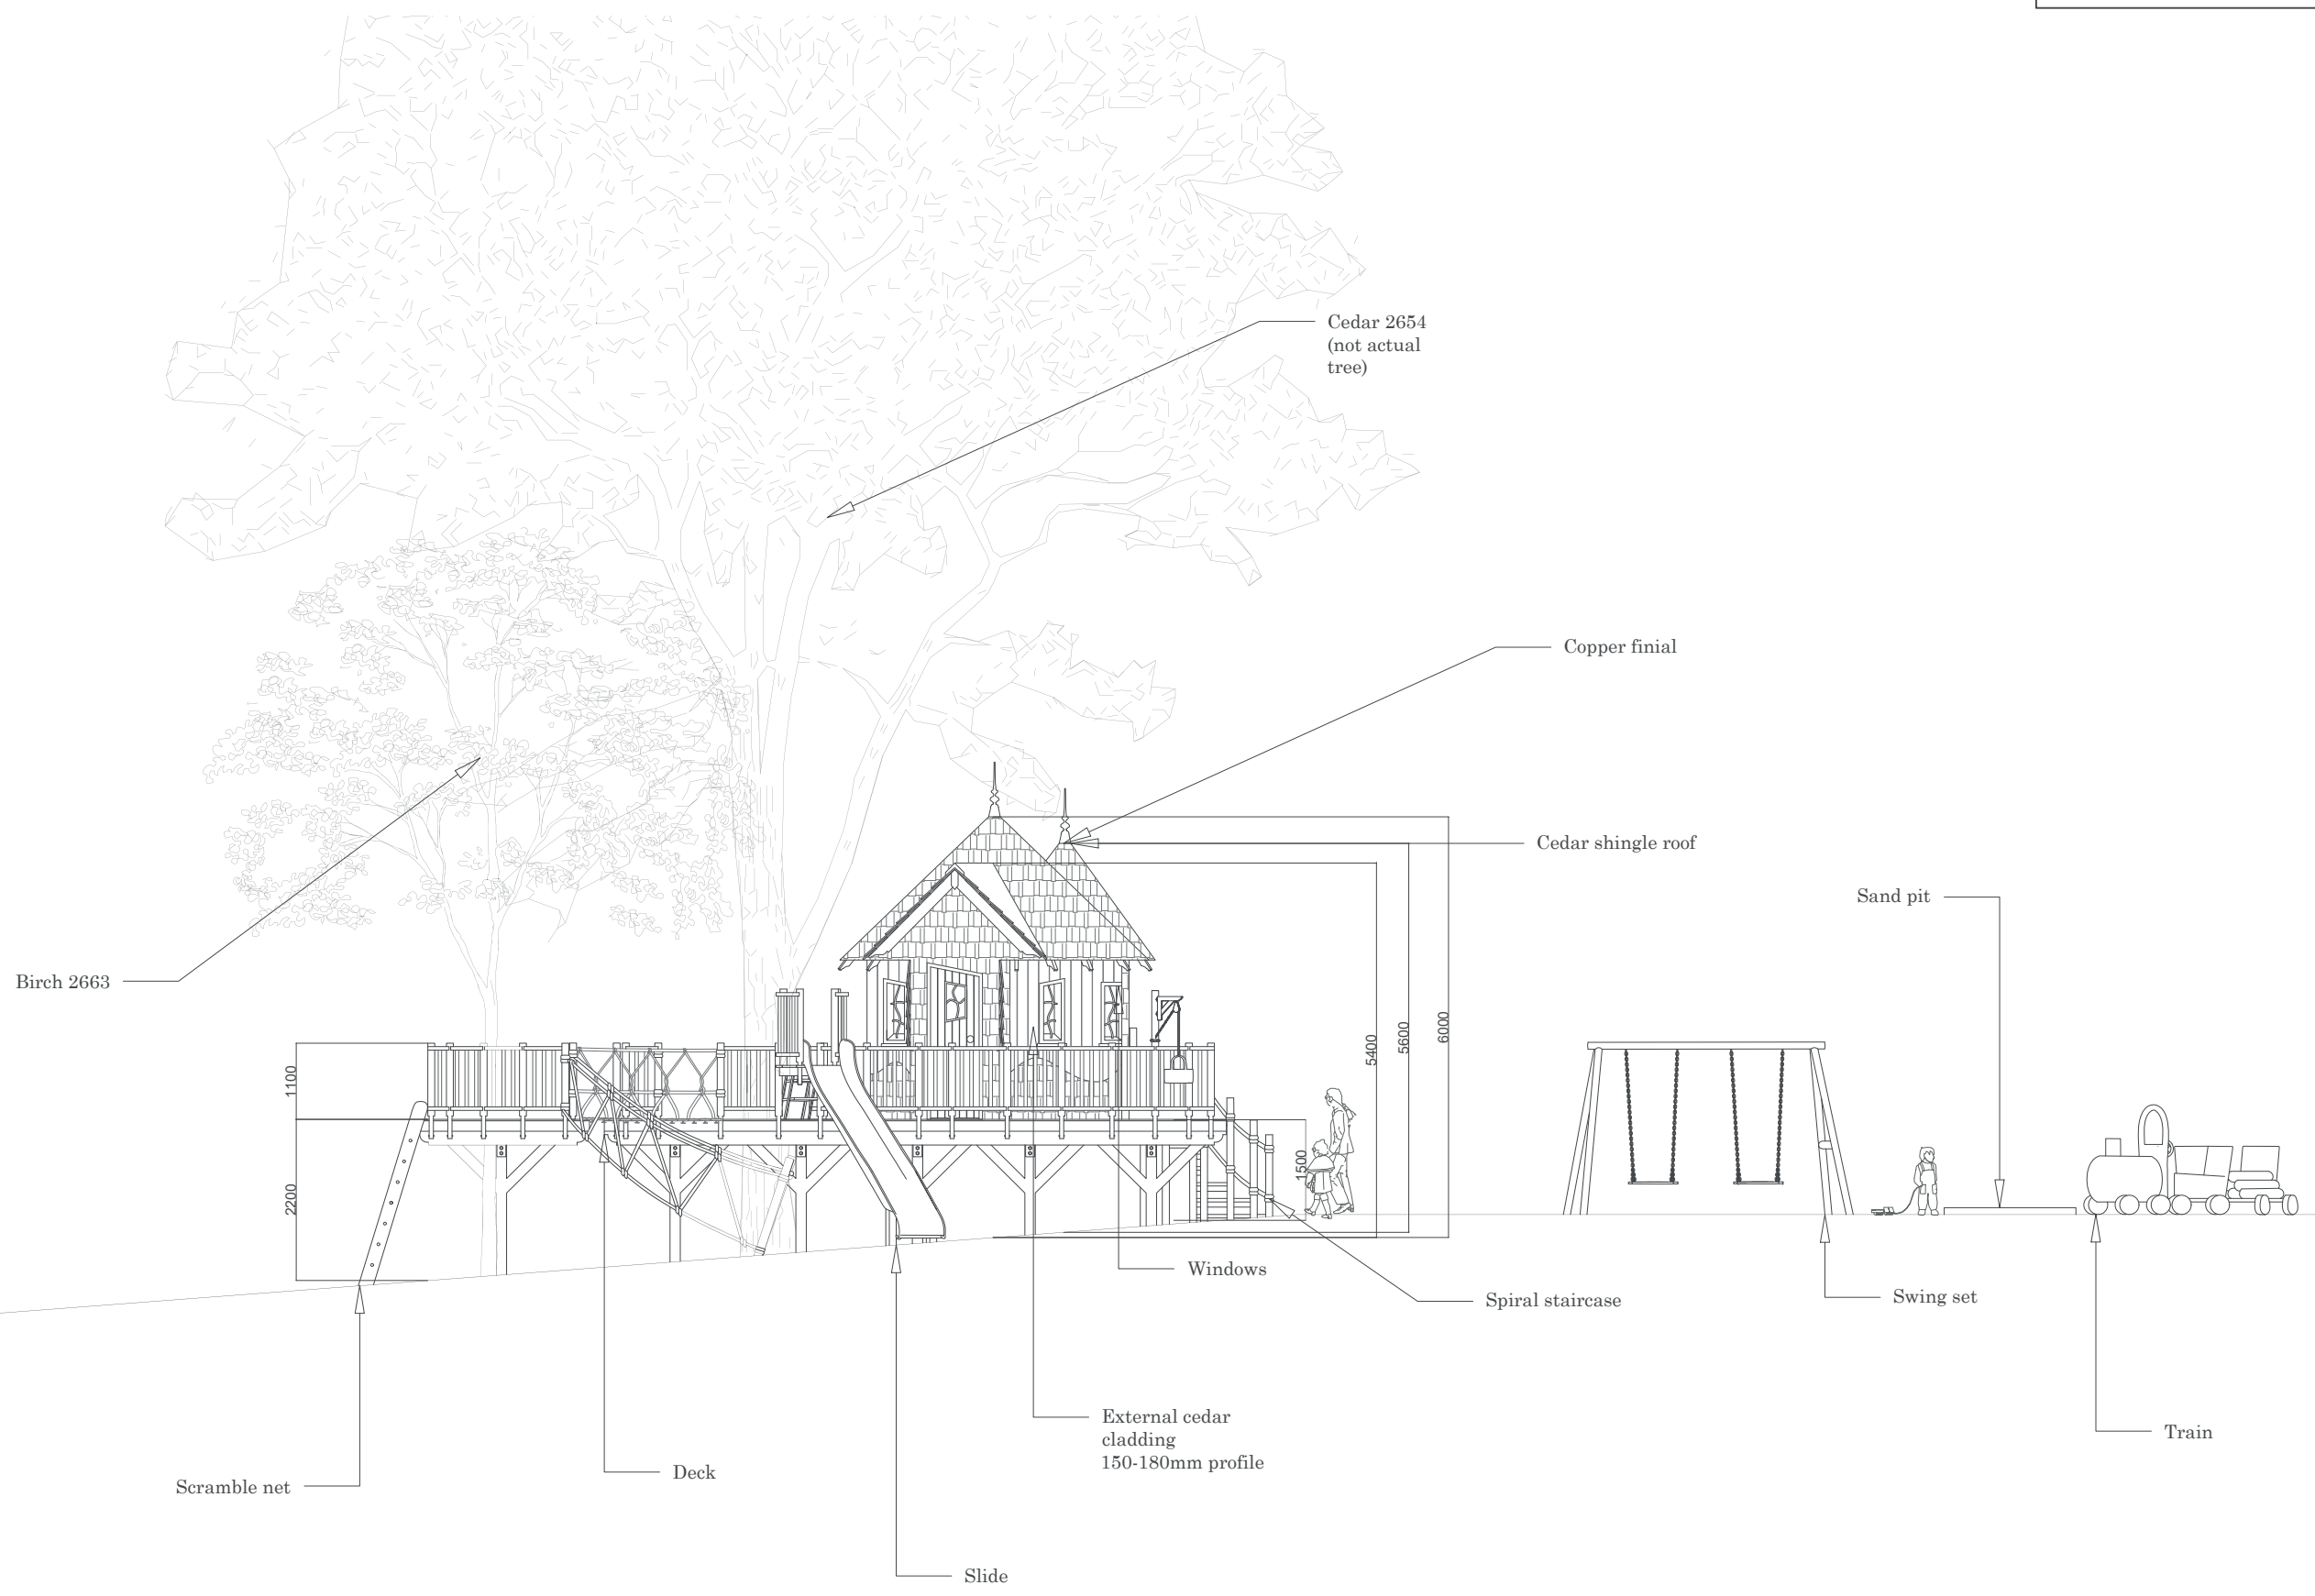 Cedar 2654
(not actual
tree)
Copper finial
Cedar shingle roof
Sand pit
Birch 2663
1100
2200
5400
5600
6000
1500
Windows
Spiral staircase
Swing set
External cedar
cladding
150-180mm profile
Train
Deck
Scramble net
Slide